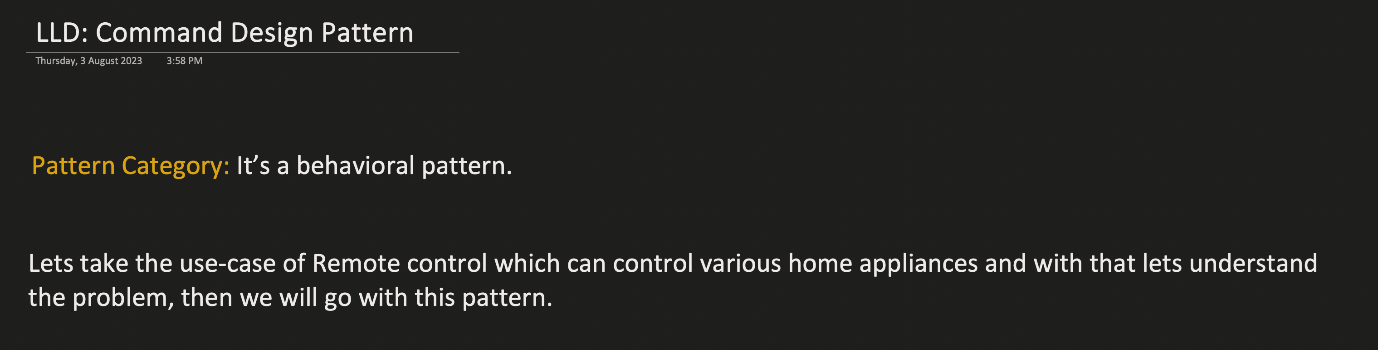 LLD: Command Design Pattern
Thursday, 3 August 2023 3:58 PM
Pattern Category: It’s a behavioral pattern.
Lets take the use-case of Remote control which can control various home appliances and with that lets understand
the problem, then we will go with this pattern.